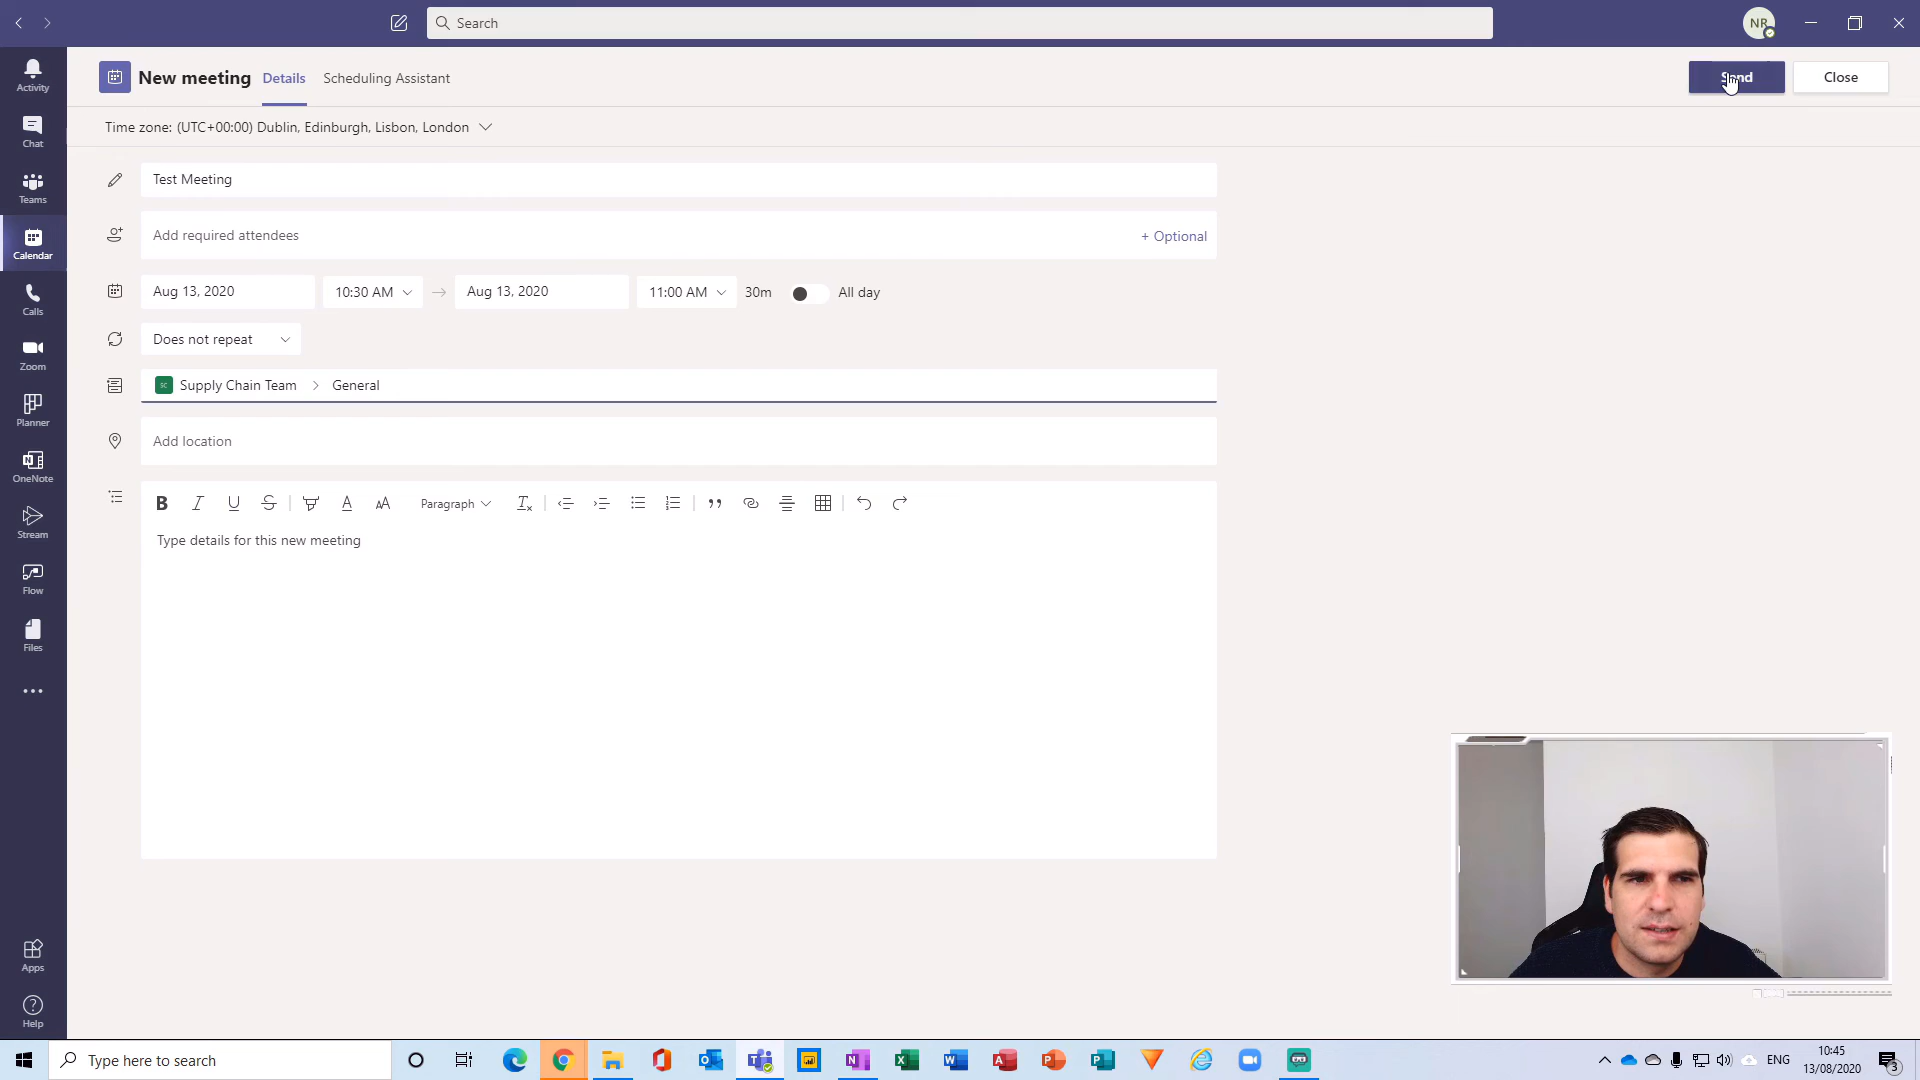 Search
NR
Activity
Chat
Teams
Calendar
Calls
Zoom
Planner
OneNote
Stream
Flow
Files
Apps
Help
New meeting Details Scheduling Assistant
Send Close
Time zone: (UTC+00:00) Dublin, Edinburgh, Lisbon, London
Test Meeting
Add required attendees + Optional
Aug 13, 2020 10:30 AM Aug 13, 2020 11:00 AM 30m All day
Does not repeat
SC Supply Chain Team > General
Add location
B I U S A AA Paragraph
Type details for this new meeting
Type here to search
ENG
10:45
13/08/2020
3